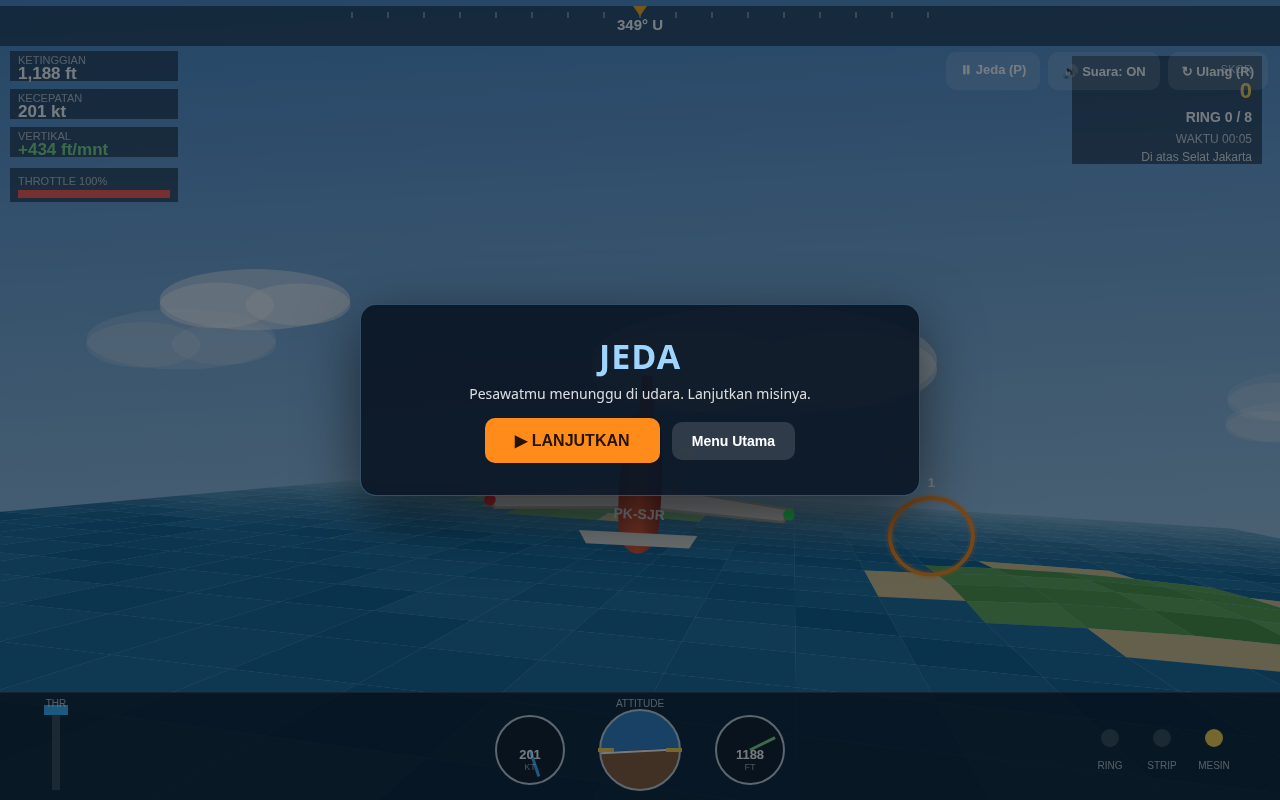 349° U
KETINGGIAN
1,188 ft
KECEPATAN
201 kt
VERTIKAL
+434 ft/mnt
THROTTLE 100%
⏸ Jeda (P)
🔊 Suara: ON
↻ Ulang (R)
SKOR
0
RING 0 / 8
WAKTU 00:05
Di atas Selat Jakarta
JEDA
Pesawatmu menunggu di udara. Lanjutkan misinya.
▶ LANJUTKAN
Menu Utama
1
PK-SJR
THR
ATTITUDE
201
KT
1188
FT
RING
STRIP
MESIN